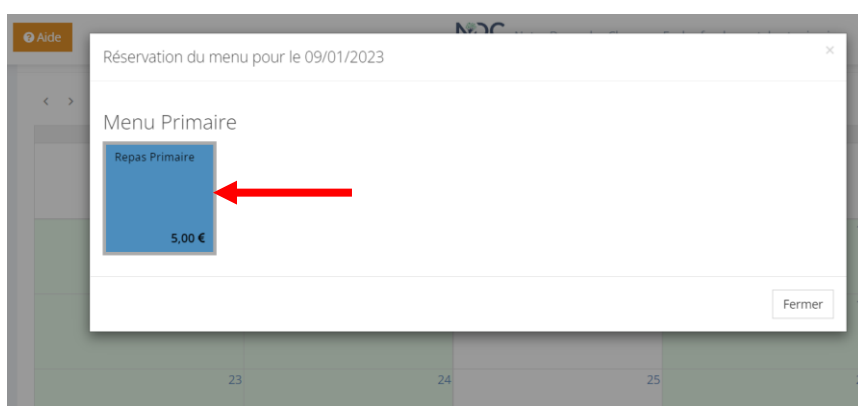 Aide
Réservation du menu pour le 09/01/2023
×
Menu Primaire
Repas Primaire
5,00 €
Fermer
23
24
25